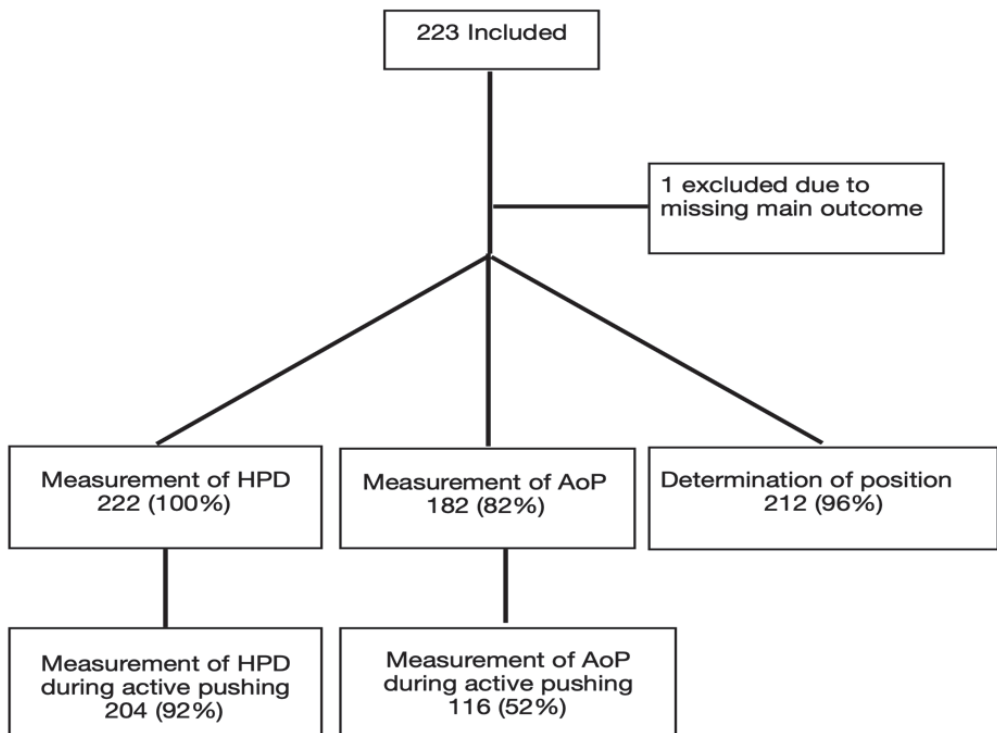 223 Included
1 excluded due to
missing main outcome
Measurement of HPD
222 (100%)
Measurement of AoP
182 (82%)
Determination of position
212 (96%)
Measurement of HPD
during active pushing
204 (92%)
Measurement of AoP
during active pushing
116 (52%)